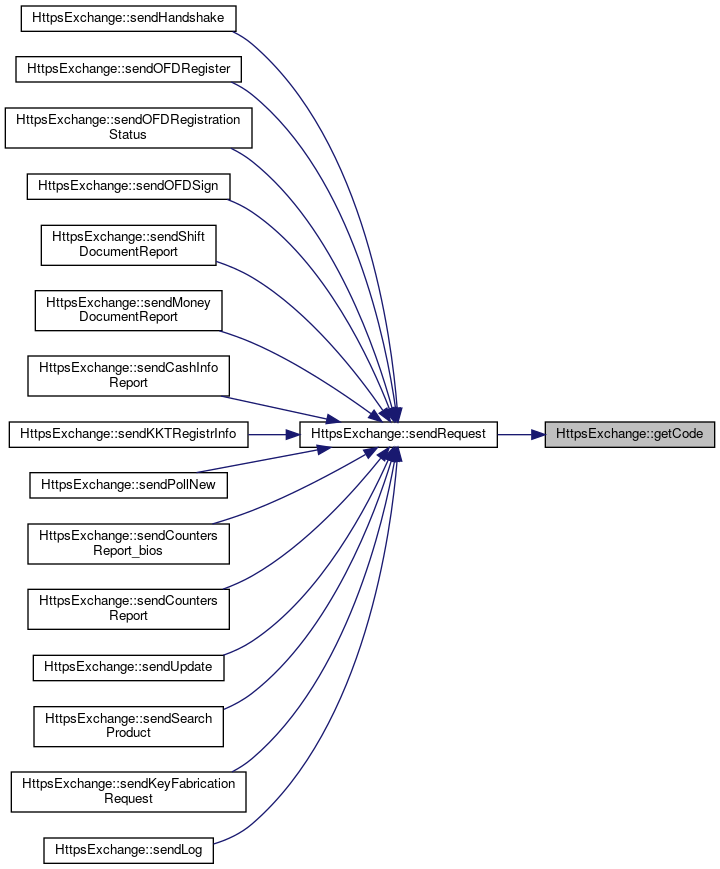 HttpsExchange::sendHandshake
HttpsExchange::sendOFDRegister
HttpsExchange::sendOFDRegistration
Status
HttpsExchange::sendOFDSign
HttpsExchange::sendShift
DocumentReport
HttpsExchange::sendMoney
DocumentReport
HttpsExchange::sendCashInfo
Report
HttpsExchange::sendKKTRegistrInfo
HttpsExchange::sendRequest
HttpsExchange::getCode
HttpsExchange::sendPollNew
HttpsExchange::sendCounters
Report_bios
HttpsExchange::sendCounters
Report
HttpsExchange::sendUpdate
HttpsExchange::sendSearch
Product
HttpsExchange::sendKeyFabrication
Request
HttpsExchange::sendLog